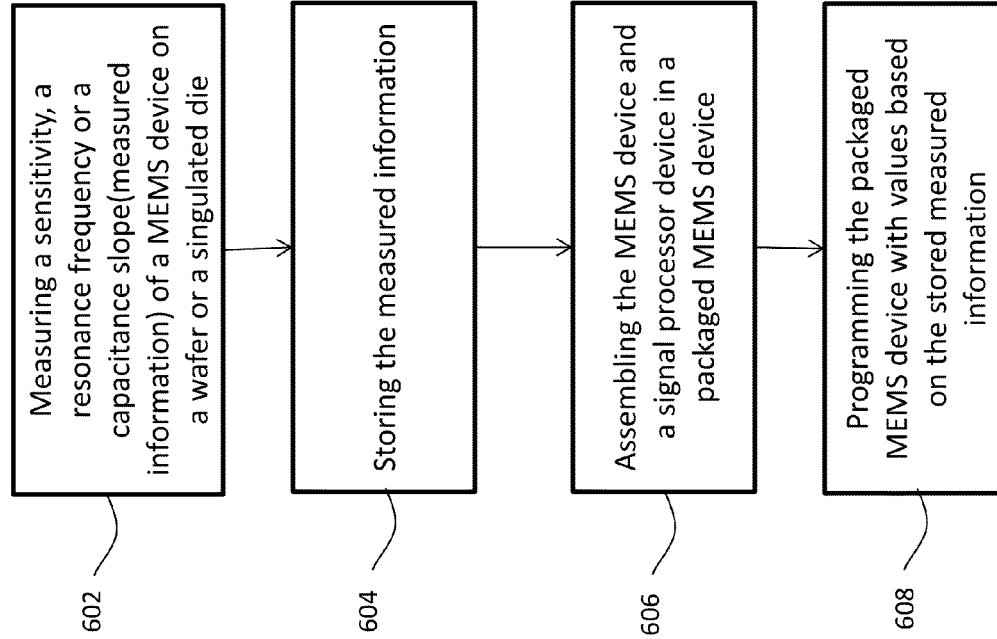 602
Measuring a sensitivity, a
resonance frequency or a
capacitance slope(measured
information) of a MEMS device on
a wafer or a singulated die
604
Storing the measured information
606
Assembling the MEMS device and
a signal processor device in a
packaged MEMS device
608
Programming the packaged
MEMS device with values based
on the stored measured
information